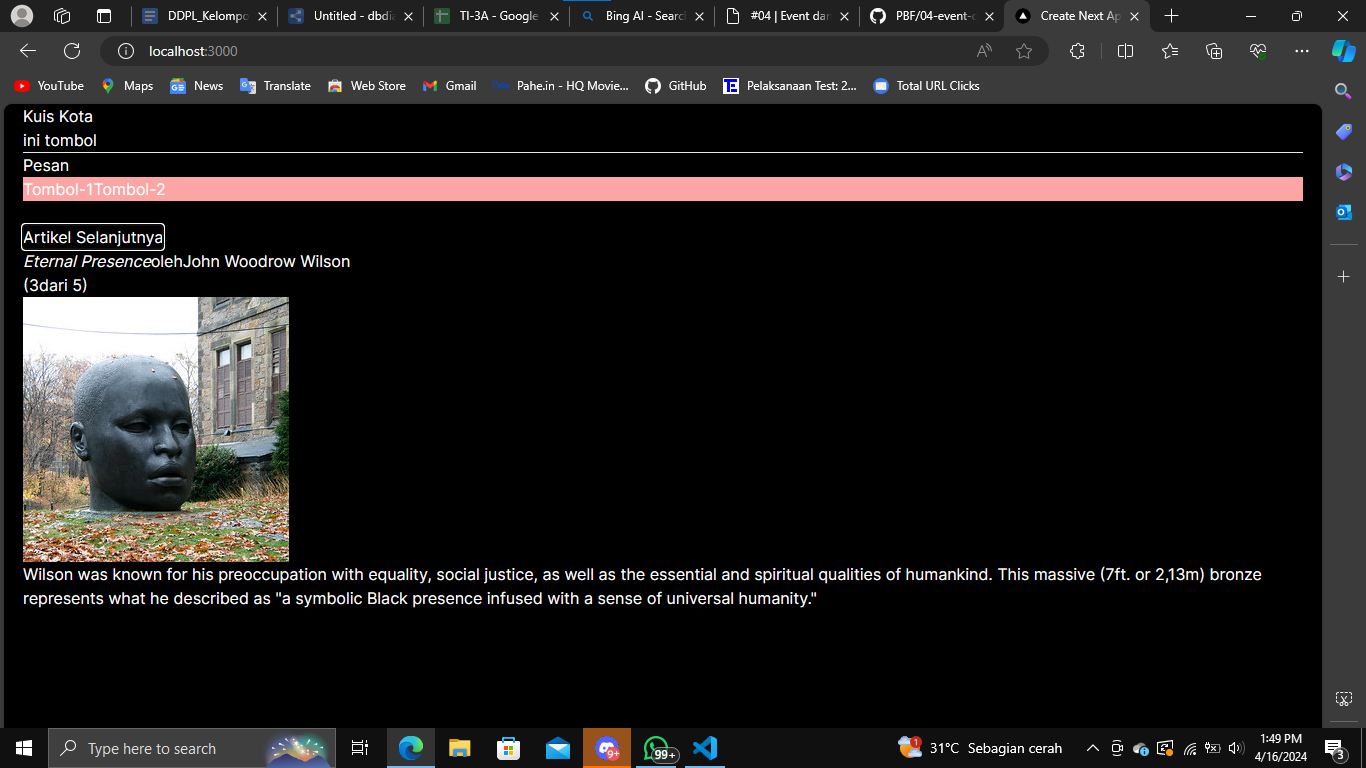 DDPL_Kelompo
Untitled - dbdia
TI-3A - Google
Bing AI - Searc
#04 | Event dan
PBF/04-event-d
Create Next Ap
localhost:3000
YouTube
Maps
News
Translate
Web Store
Gmail
Pahe.in - HQ Movie...
GitHub
Pelaksanaan Test: 2...
Total URL Clicks
Kuis Kota
ini tombol
Pesan
Tombol-1Tombol-2
Artikel Selanjutnya
Eternal PresenceolehJohn Woodrow Wilson
(3dari 5)
Wilson was known for his preoccupation with equality, social justice, as well as the essential and spiritual qualities of humankind. This massive (7ft. or 2,13m) bronze
represents what he described as "a symbolic Black presence infused with a sense of universal humanity."
Type here to search
9+
99+
1
31°C Sebagian cerah
1:49 PM
4/16/2024
3